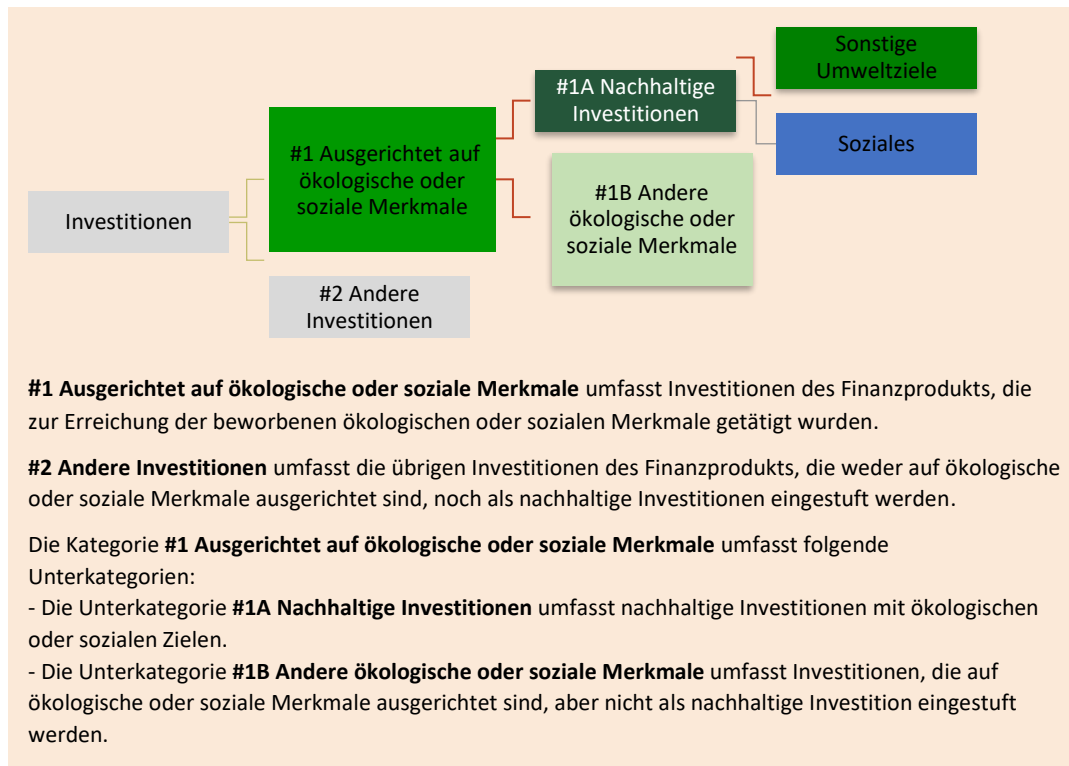 Sonstige
Umweltziele
#1A Nachhaltige
Investitionen
Soziales
#1 Ausgerichtet auf
ökologische oder
soziale Merkmale
#1B Andere
ökologische oder
soziale Merkmale
Investitionen
#2 Andere
Investitionen
#1 Ausgerichtet auf ökologische oder soziale Merkmale umfasst Investitionen des Finanzprodukts, die
zur Erreichung der beworbenen ökologischen oder sozialen Merkmale getätigt wurden.
#2 Andere Investitionen umfasst die übrigen Investitionen des Finanzprodukts, die weder auf ökologische
oder soziale Merkmale ausgerichtet sind, noch als nachhaltige Investitionen eingestuft werden.
Die Kategorie #1 Ausgerichtet auf ökologische oder soziale Merkmale umfasst folgende
Unterkategorien:
- Die Unterkategorie #1A Nachhaltige Investitionen umfasst nachhaltige Investitionen mit ökologischen
oder sozialen Zielen.
- Die Unterkategorie #1B Andere ökologische oder soziale Merkmale umfasst Investitionen, die auf
ökologische oder soziale Merkmale ausgerichtet sind, aber nicht als nachhaltige Investition eingestuft
werden.